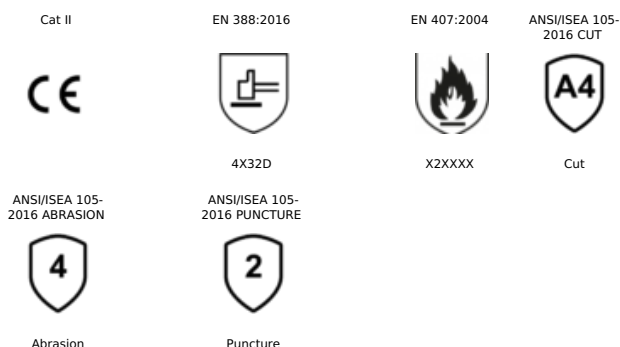 Cat II
EN 388:2016
EN 407:2004
ANSI/ISEA 105-
2016 CUT
CE
A4
4X32D
X2XXXX
Cut
ANSI/ISEA 105-
2016 ABRASION
ANSI/ISEA 105-
2016 PUNCTURE
4
2
Abrasion
Puncture